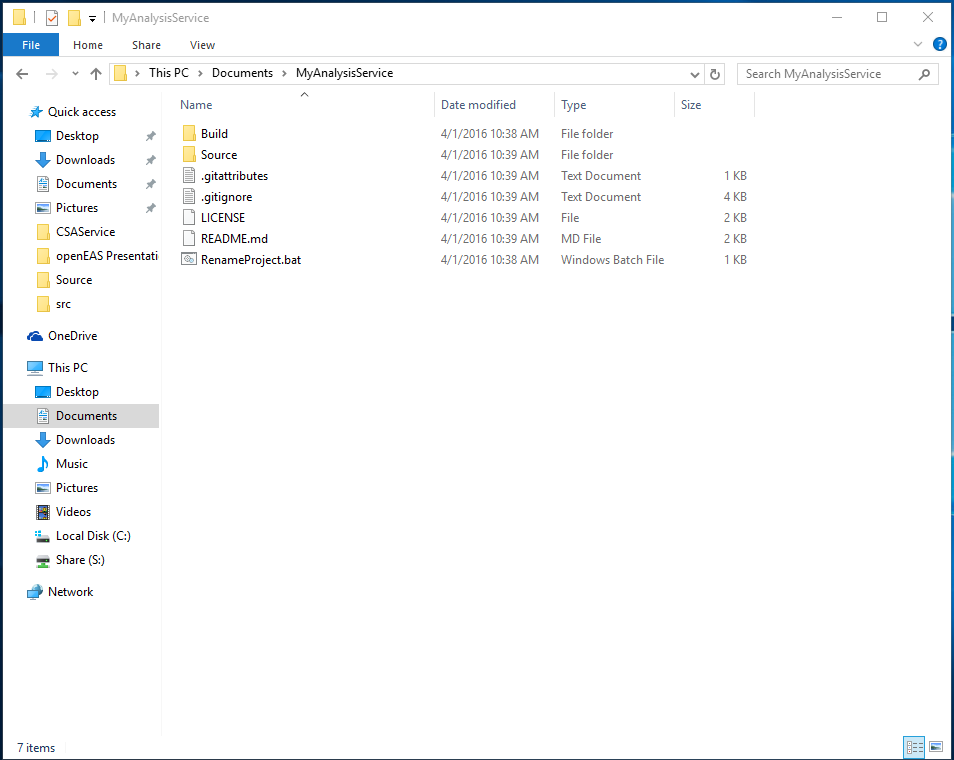 MyAnalysisService
File Home Share View
This PC Documents MyAnalysisService Search MyAnalysisService
Name Date modified Type Size
Quick access
Desktop
Downloads
Documents
Pictures
CSAService
openEAS Presentati
Source
src
OneDrive
This PC
Desktop
Documents
Downloads
Music
Pictures
Videos
Local Disk (C:)
Share (S:)
Network
Build 4/1/2016 10:38 AM File folder
Source 4/1/2016 10:39 AM File folder
.gitattributes 4/1/2016 10:39 AM Text Document 1 KB
.gitignore 4/1/2016 10:39 AM Text Document 4 KB
LICENSE 4/1/2016 10:39 AM File 2 KB
README.md 4/1/2016 10:39 AM MD File 2 KB
RenameProject.bat 4/1/2016 10:38 AM Windows Batch File 1 KB
7 items